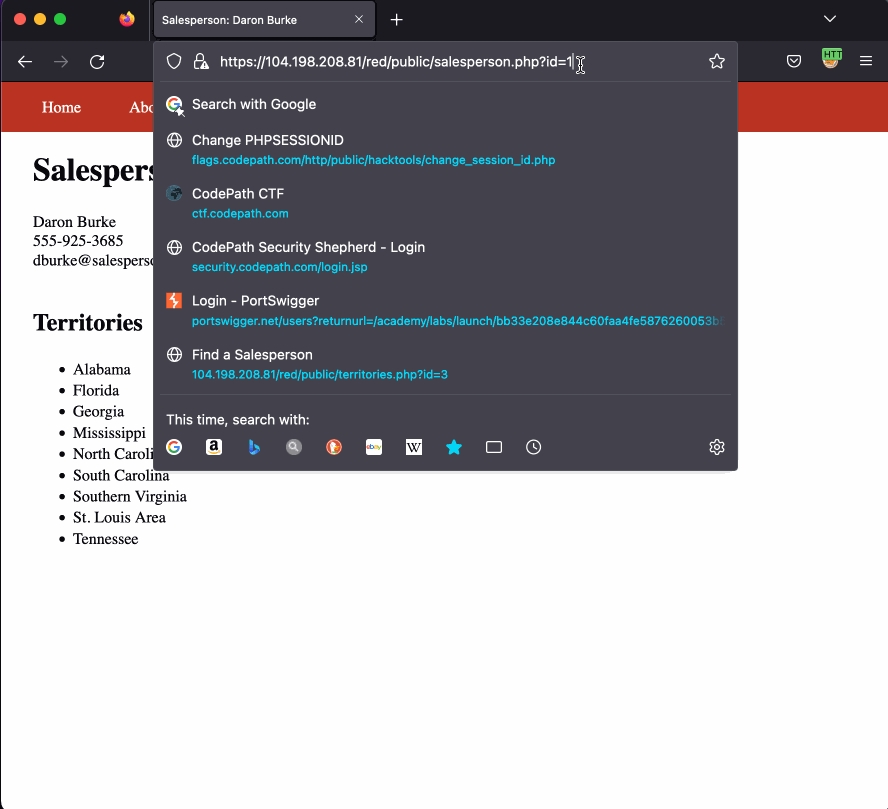 Salesperson: Daron Burke
https://104.198.208.81/red/public/salesperson.php?id=1
HTT
Home
Abo
Search with Google
Change PHPSESSIONID
flags.codepath.com/http/public/hacktools/change_session_id.php
CodePath CTF
ctf.codepath.com
CodePath Security Shepherd - Login
security.codepath.com/login.jsp
Login - PortSwigger
portswigger.net/users?returnurl=/academy/labs/launch/bb33e208e844c60faa4fe5876260053b
Find a Salesperson
104.198.208.81/red/public/territories.php?id=3
This time, search with:
a
ebay
W
Salespers
Daron Burke
555-925-3685
dburke@salesperso
Territories
Alabama
Florida
Georgia
Mississippi
North Caroli
South Carolina
Southern Virginia
St. Louis Area
Tennessee